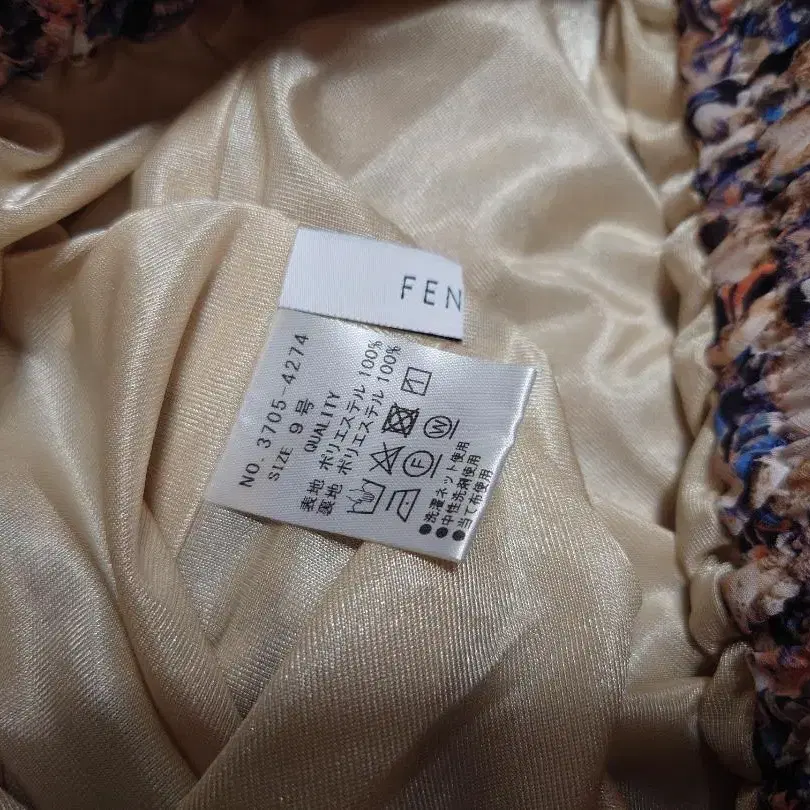 FEN
NO. 3705-4274
SIZE 9 号
QUALITY
表地 ポリエステル 100%
裏地 ポリエステル 100%
F W
●洗濯ネット使用
●中性洗剤使用
●当て布使用